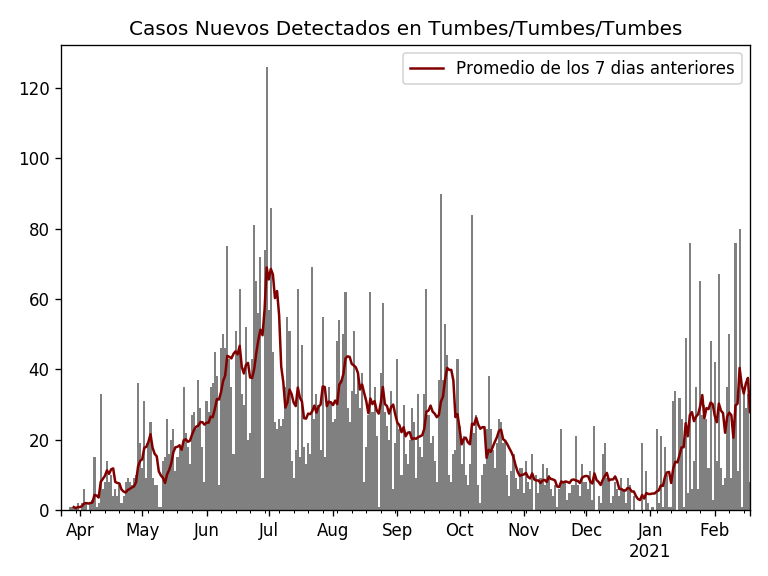 Casos Nuevos Detectados en Tumbes/Tumbes/Tumbes
Promedio de los 7 dias anteriores
120
100
80
60
40
20
0
Apr May Jun Jul Aug Sep Oct Nov Dec Jan Feb
2021